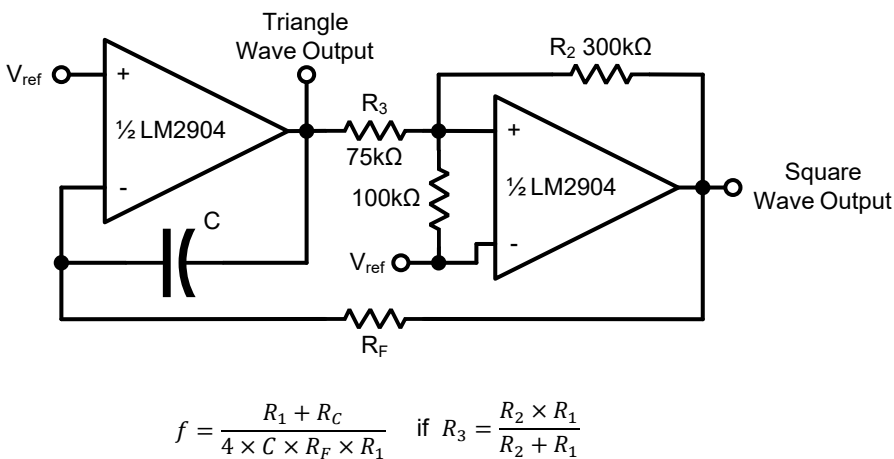 Triangle
Wave Output
R2 300kΩ
Vref
+
½ LM2904
-
C
R3
75kΩ
100kΩ
Vref
+
½ LM2904
-
Square
Wave Output
RF
f = (R1 + RC) / (4 × C × RF × R1) if R3 = (R2 × R1) / (R2 + R1)